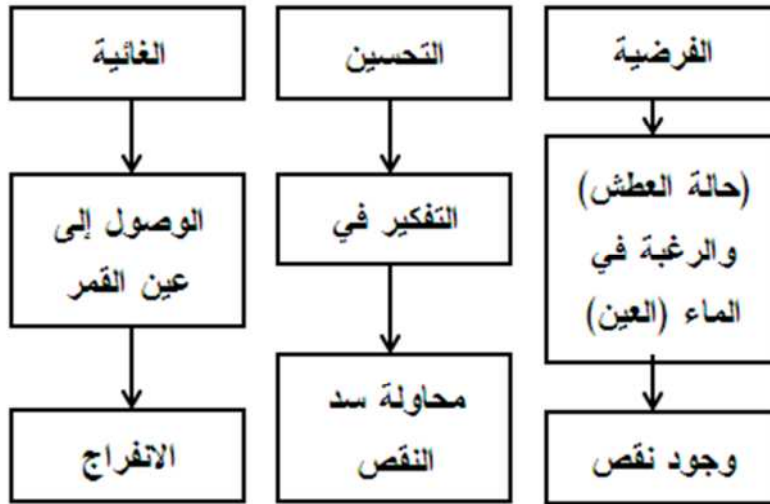 الفرضية
(حالة العطش)
والرغبة في
الماء (العين)
وجود نقص
التحسين
التفكير في
محاولة سد
النقص
الغائية
الوصول إلى
عين القمر
الانفراج